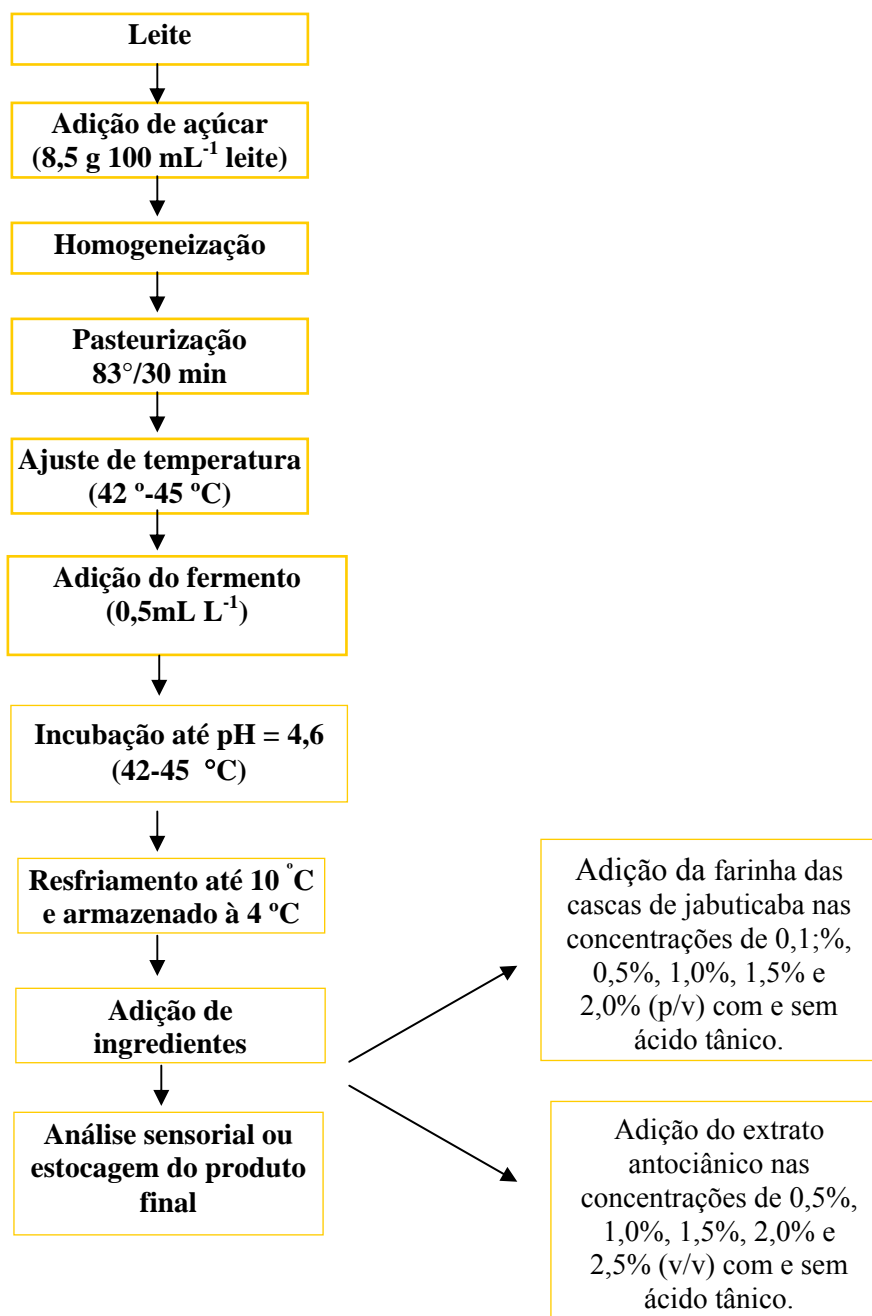 Leite
Adição de açúcar
(8,5 g 100 mL⁻¹ leite)
Homogeneização
Pasteurização
83°/30 min
Ajuste de temperatura
(42 º-45 ºC)
Adição do fermento
(0,5mL L⁻¹)
Incubação até pH = 4,6
(42-45 °C)
Resfriamento até 10 °C
e armazenado à 4 ºC
Adição de
ingredientes
Análise sensorial ou
estocagem do produto
final
Adição da farinha das
cascas de jabuticaba nas
concentrações de 0,1;%,
0,5%, 1,0%, 1,5% e
2,0% (p/v) com e sem
ácido tânico.
Adição do extrato
antociânico nas
concentrações de 0,5%,
1,0%, 1,5%, 2,0% e
2,5% (v/v) com e sem
ácido tânico.